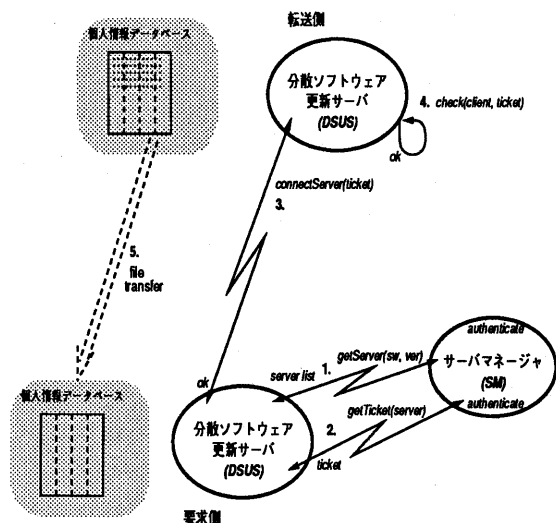 転送側
個人情報データベース
分散ソフトウェア
更新サーバ
(DSUS)
4. check(client, ticket)
ok
connectServer(ticket)
3.
5.
file
transfer
authenticate
サーバマネージャ
(SM)
authenticate
getServer(sw, ver)
1.
server list
ok
getTicket(server)
2.
ticket
個人情報データベース
分散ソフトウェア
更新サーバ
(DSUS)
要求側